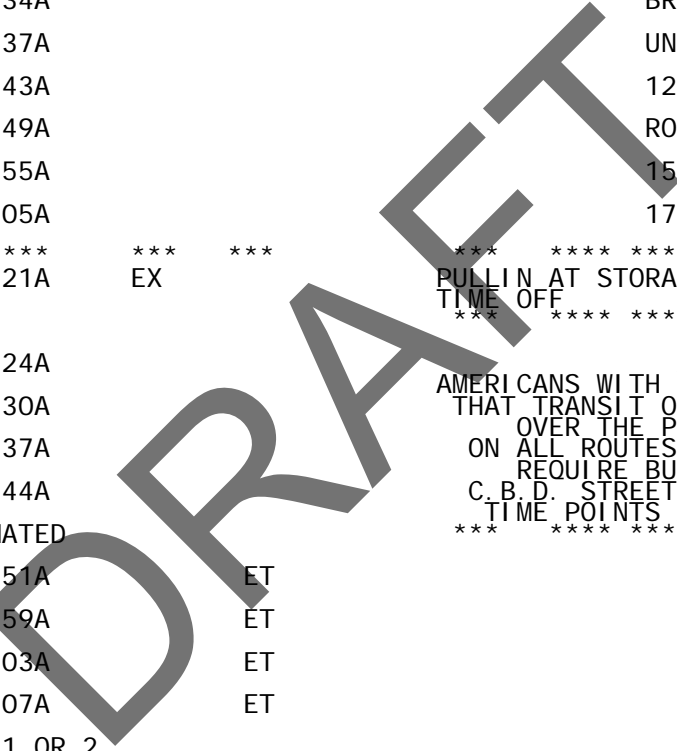 34A BR
37A UN
43A 12
49A RO
55A 15
05A 17
*** *** *** *** **** ***
21A EX PULLIN AT STORA
TIME OFF
*** **** ***
24A
AMERICANS WITH
30A THAT TRANSIT O
OVER THE P
37A ON ALL ROUTES
REQUIRE BU
44A C.B.D. STREET
TIME POINTS
MATED *** **** ***
51A ET
59A ET
03A ET
07A ET
1 OR 2
DRAFT